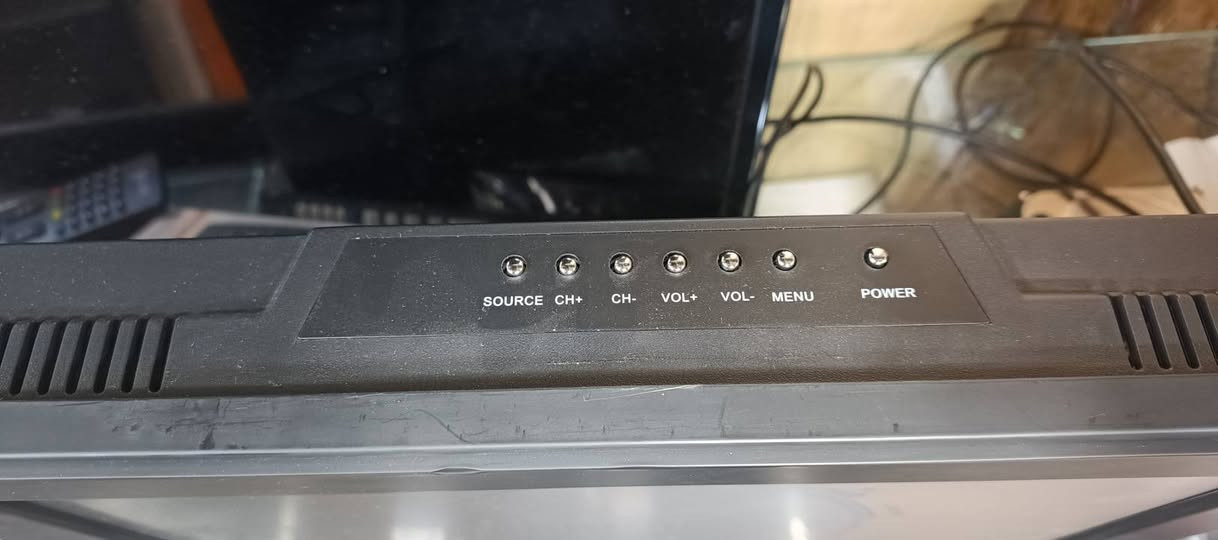 SOURCE CH+ CH- VOL+ VOL- MENU POWER